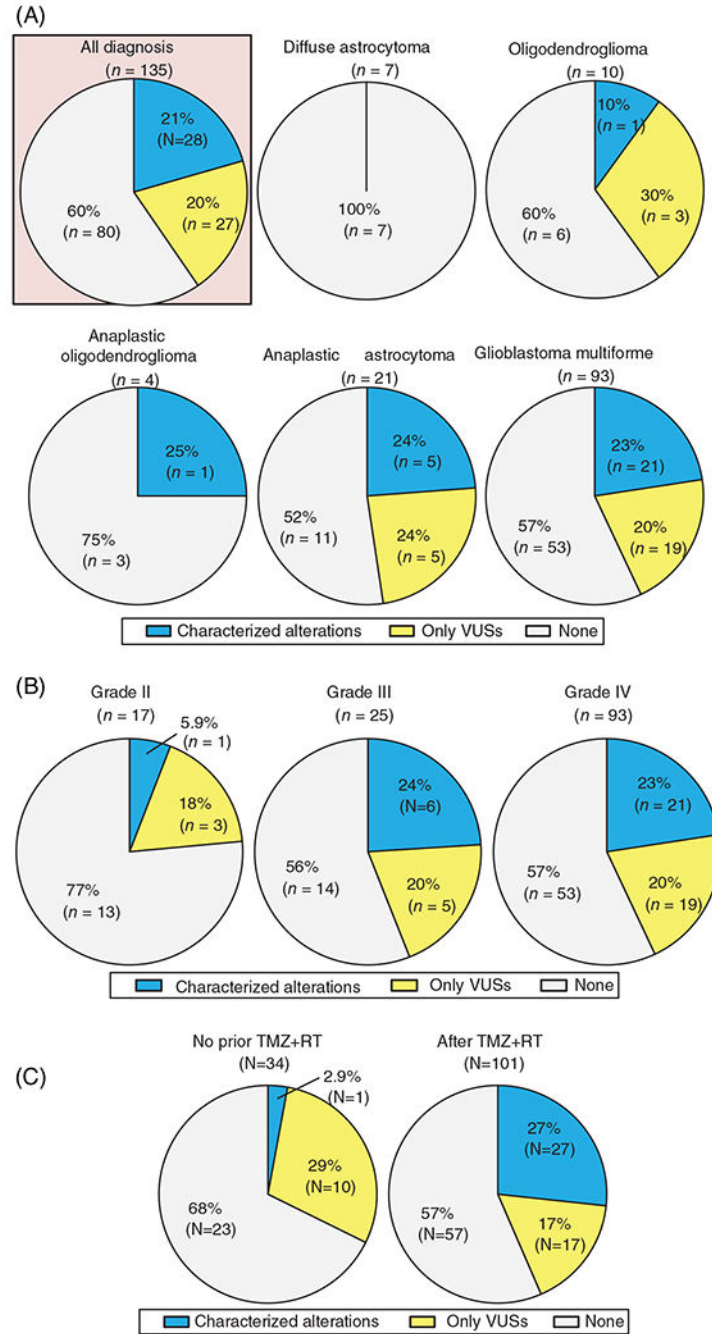 (A)
All diagnosis
(n = 135)
21%
(N=28)
20%
(n = 27)
60%
(n = 80)
Diffuse astrocytoma
(n = 7)
100%
(n = 7)
Oligodendroglioma
(n = 10)
10%
(n = 1)
30%
(n = 3)
60%
(n = 6)
Anaplastic
oligodendroglioma
(n = 4)
25%
(n = 1)
75%
(n = 3)
Anaplastic astrocytoma
(n = 21)
24%
(n = 5)
24%
(n = 5)
52%
(n = 11)
Glioblastoma multiforme
(n = 93)
23%
(n = 21)
20%
(n = 19)
57%
(n = 53)
Characterized alterations Only VUSs None
(B)
Grade II
(n = 17)
5.9%
(n = 1)
18%
(n = 3)
77%
(n = 13)
Grade III
(n = 25)
24%
(N=6)
20%
(n = 5)
56%
(n = 14)
Grade IV
(n = 93)
23%
(n = 21)
20%
(n = 19)
57%
(n = 53)
Characterized alterations Only VUSs None
(C)
No prior TMZ+RT
(N=34)
2.9%
(N=1)
29%
(N=10)
68%
(N=23)
After TMZ+RT
(N=101)
27%
(N=27)
17%
(N=17)
57%
(N=57)
Characterized alterations Only VUSs None